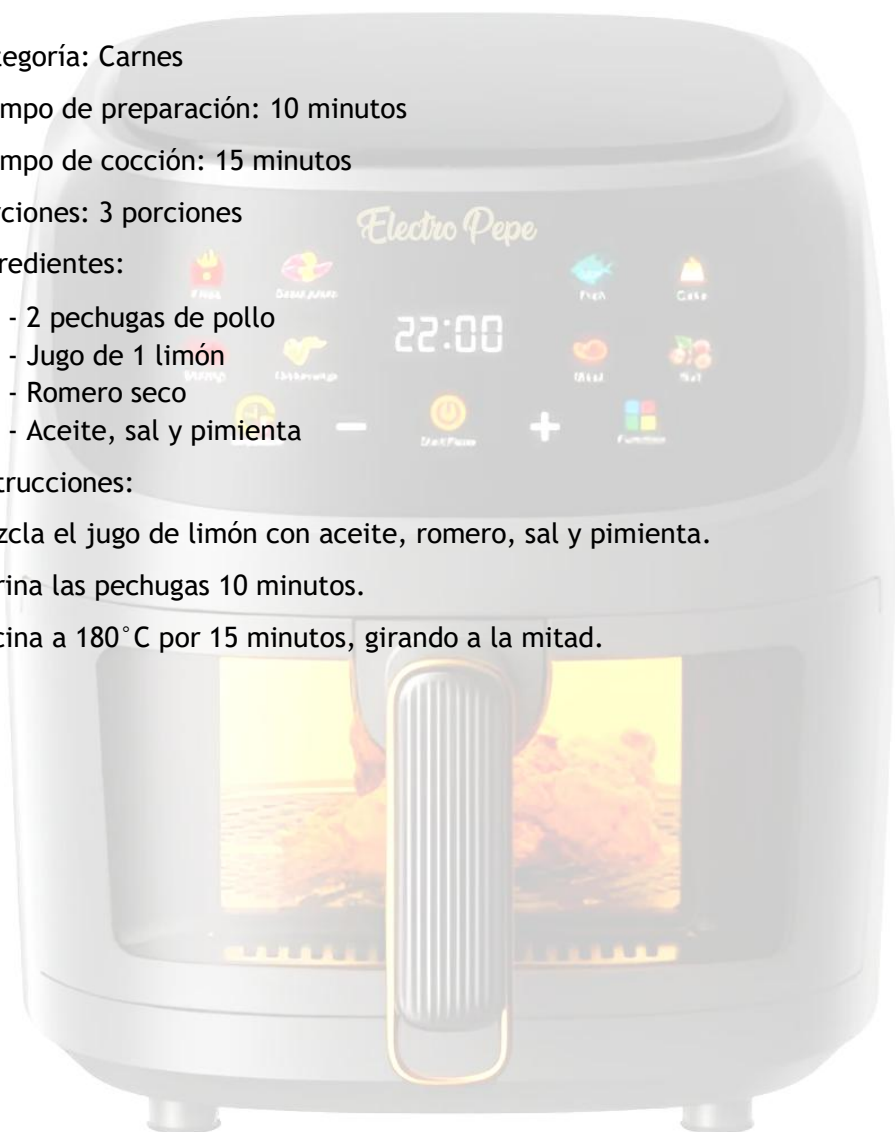 tegoría: Carnes
mpo de preparación: 10 minutos
mpo de cocción: 15 minutos
rciones: 3 porciones
Electro Pepe
redientes:
- 2 pechugas de pollo
22:00
- Jugo de 1 limón
- Romero seco
- Aceite, sal y pimienta
trucciones:
zcla el jugo de limón con aceite, romero, sal y pimienta.
rina las pechugas 10 minutos.
cina a 180°C por 15 minutos, girando a la mitad.